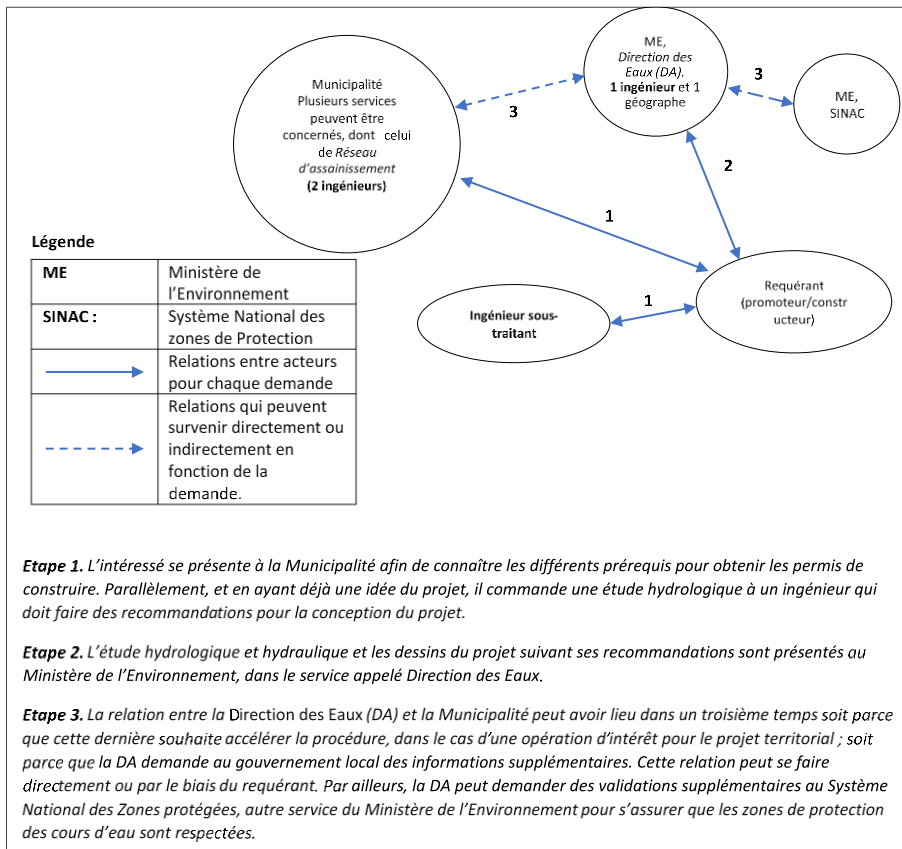 ME,
Direction des
Eaux (DA).
1 ingénieur et 1
géographe
Municipalité
Plusieurs services
peuvent être
concernés, dont celui
de Réseau
d’assainissement
(2 ingénieurs)
3
3
ME,
SINAC
2
1
Légende
ME
Ministère de
l’Environnement
SINAC :
Système National des
zones de Protection
Relations entre acteurs
pour chaque demande
Relations qui peuvent
survenir directement ou
indirectement en
fonction de la
demande.
Requérant
(promoteur/constr
ucteur)
1
Ingénieur sous-
traitant
Etape 1. L’intéressé se présente à la Municipalité afin de connaître les différents prérequis pour obtenir les permis de
construire. Parallèlement, et en ayant déjà une idée du projet, il commande une étude hydrologique à un ingénieur qui
doit faire des recommandations pour la conception du projet.
Etape 2. L’étude hydrologique et hydraulique et les dessins du projet suivant ses recommandations sont présentés au
Ministère de l’Environnement, dans le service appelé Direction des Eaux.
Etape 3. La relation entre la Direction des Eaux (DA) et la Municipalité peut avoir lieu dans un troisième temps soit parce
que cette dernière souhaite accélérer la procédure, dans le cas d’une opération d’intérêt pour le projet territorial ; soit
parce que la DA demande au gouvernement local des informations supplémentaires. Cette relation peut se faire
directement ou par le biais du requérant. Par ailleurs, la DA peut demander des validations supplémentaires au Système
National des Zones protégées, autre service du Ministère de l’Environnement pour s’assurer que les zones de protection
des cours d’eau sont respectées.